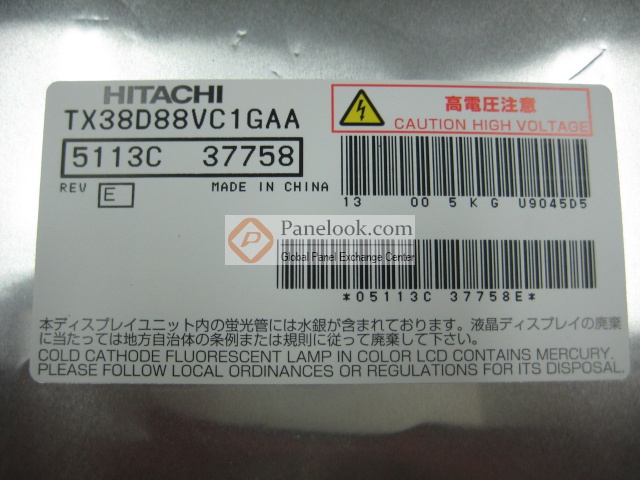 HITACHI
TX38D88VC1GAA
5113C 37758
REV E MADE IN CHINA
高電圧注意
CAUTION HIGH VOLTAGE
13 00 5 K G U9045D5
Panelook.com
Global Panel Exchange Center
*05113C 37758E*
本ディスプレイユニット内の蛍光管には水銀が含まれております。液晶ディスプレイの廃棄
に当たっては地方自治体の条例または規則に従って廃棄して下さい。
COLD CATHODE FLUORESCENT LAMP IN COLOR LCD CONTAINS MERCURY.
PLEASE FOLLOW LOCAL ORDINANCES OR REGULATIONS FOR ITS DISPOSAL.